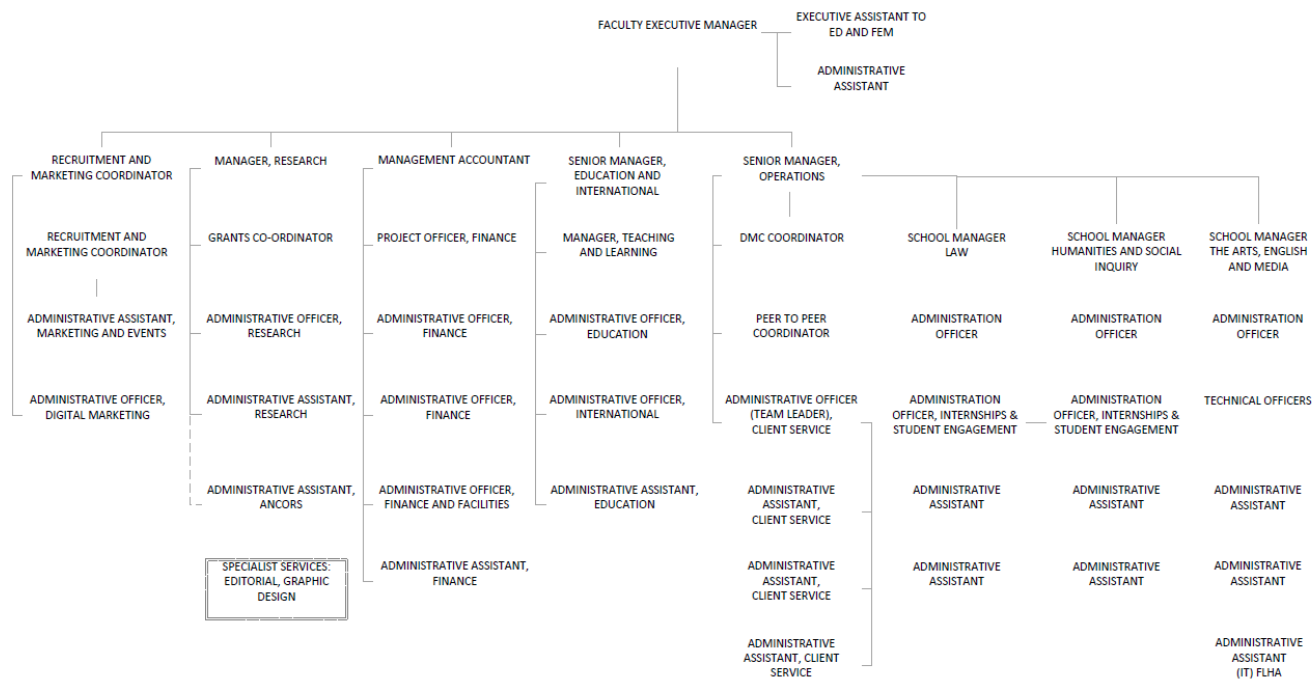 FACULTY EXECUTIVE MANAGER
EXECUTIVE ASSISTANT TO
ED AND FEM
ADMINISTRATIVE
ASSISTANT
RECRUITMENT AND
MARKETING COORDINATOR
RECRUITMENT AND
MARKETING COORDINATOR
ADMINISTRATIVE ASSISTANT,
MARKETING AND EVENTS
ADMINISTRATIVE OFFICER,
DIGITAL MARKETING
MANAGER, RESEARCH
GRANTS CO-ORDINATOR
ADMINISTRATIVE OFFICER,
RESEARCH
ADMINISTRATIVE ASSISTANT,
RESEARCH
ADMINISTRATIVE ASSISTANT,
ANCORS
SPECIALIST SERVICES:
EDITORIAL, GRAPHIC
DESIGN
MANAGEMENT ACCOUNTANT
PROJECT OFFICER, FINANCE
ADMINISTRATIVE OFFICER,
FINANCE
ADMINISTRATIVE OFFICER,
FINANCE
ADMINISTRATIVE OFFICER,
FINANCE AND FACILITIES
ADMINISTRATIVE ASSISTANT,
FINANCE
SENIOR MANAGER,
EDUCATION AND
INTERNATIONAL
MANAGER, TEACHING
AND LEARNING
ADMINISTRATIVE OFFICER,
EDUCATION
ADMINISTRATIVE OFFICER,
INTERNATIONAL
ADMINISTRATIVE ASSISTANT,
EDUCATION
SENIOR MANAGER,
OPERATIONS
DMC COORDINATOR
PEER TO PEER
COORDINATOR
ADMINISTRATIVE OFFICER
(TEAM LEADER),
CLIENT SERVICE
ADMINISTRATIVE
ASSISTANT,
CLIENT SERVICE
ADMINISTRATIVE
ASSISTANT,
CLIENT SERVICE
ADMINISTRATIVE
ASSISTANT, CLIENT
SERVICE
SCHOOL MANAGER
LAW
ADMINISTRATION
OFFICER
ADMINISTRATION
OFFICER, INTERNSHIPS &
STUDENT ENGAGEMENT
ADMINISTRATIVE
ASSISTANT
ADMINISTRATIVE
ASSISTANT
SCHOOL MANAGER
HUMANITIES AND SOCIAL
INQUIRY
ADMINISTRATION
OFFICER
ADMINISTRATION
OFFICER, INTERNSHIPS &
STUDENT ENGAGEMENT
ADMINISTRATIVE
ASSISTANT
ADMINISTRATIVE
ASSISTANT
SCHOOL MANAGER
THE ARTS, ENGLISH
AND MEDIA
ADMINISTRATION
OFFICER
TECHNICAL OFFICERS
ADMINISTRATIVE
ASSISTANT
ADMINISTRATIVE
ASSISTANT
ADMINISTRATIVE
ASSISTANT
(IT) FLHA